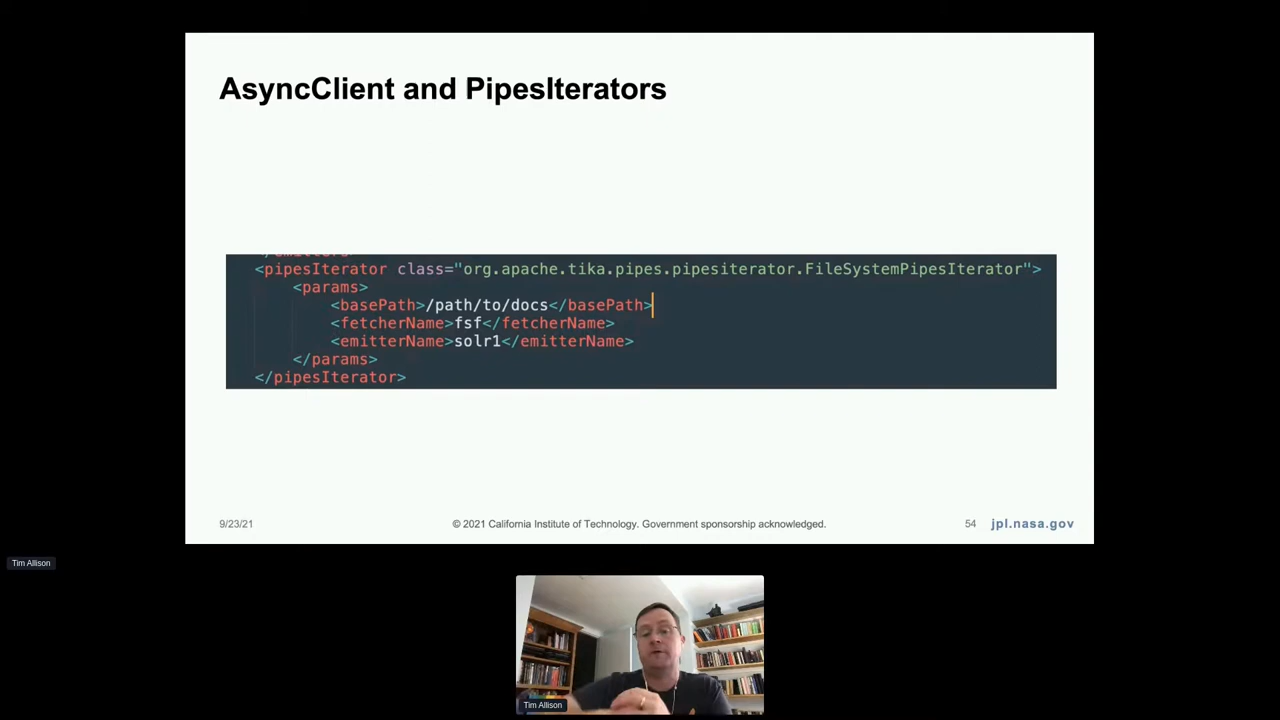 AsyncClient and PipesIterators
<pipesIterator class="org.apache.tika.pipes.pipesiterator.FileSystemPipesIterator">
<params>
<basePath>/path/to/docs</basePath>
<fetcherName>fsf</fetcherName>
<emitterName>solr1</emitterName>
</params>
</pipesIterator>
9/23/21
© 2021 California Institute of Technology. Government sponsorship acknowledged.
54
jpl.nasa.gov
Tim Allison
Tim Allison